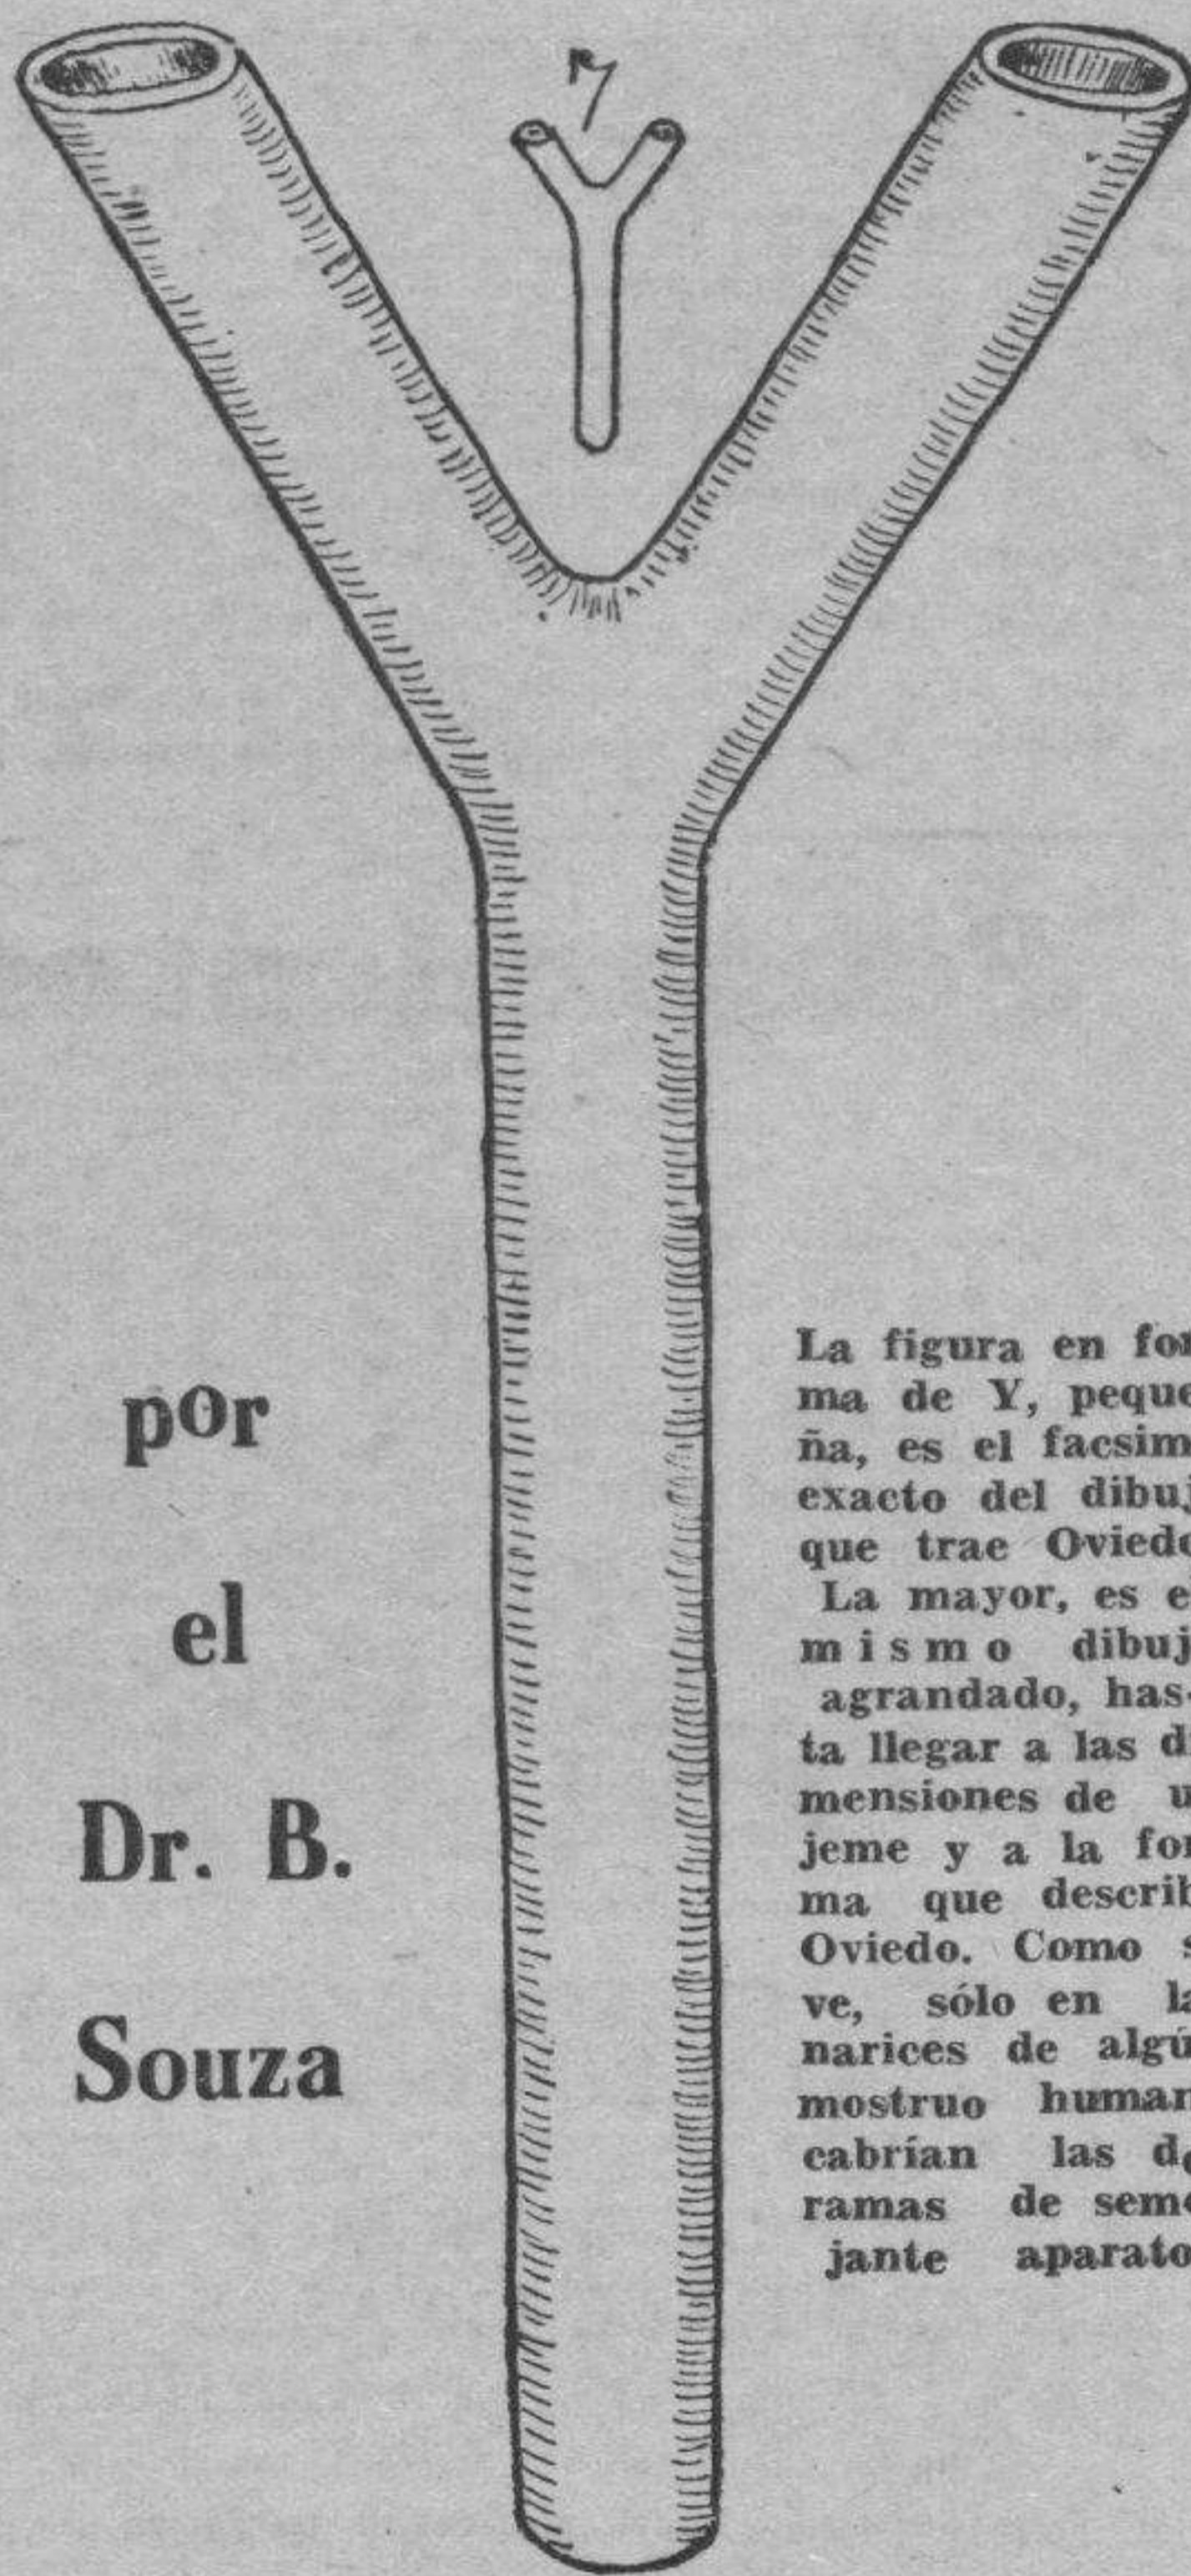 por
el
Dr. B.
Souza
La figura en for
ma de Y, peque
ña, es el facsim
exacto del dibuj
que trae Oviedo
La mayor, es el
mismo dibuj
agrandado, has-
ta llegar a las di
mensiones de u
jeme y a la for
ma que describ
Oviedo. Como s
ve, sólo en la
narices de algú
mostruo human
cabrían las do
ramas de seme
jante aparato